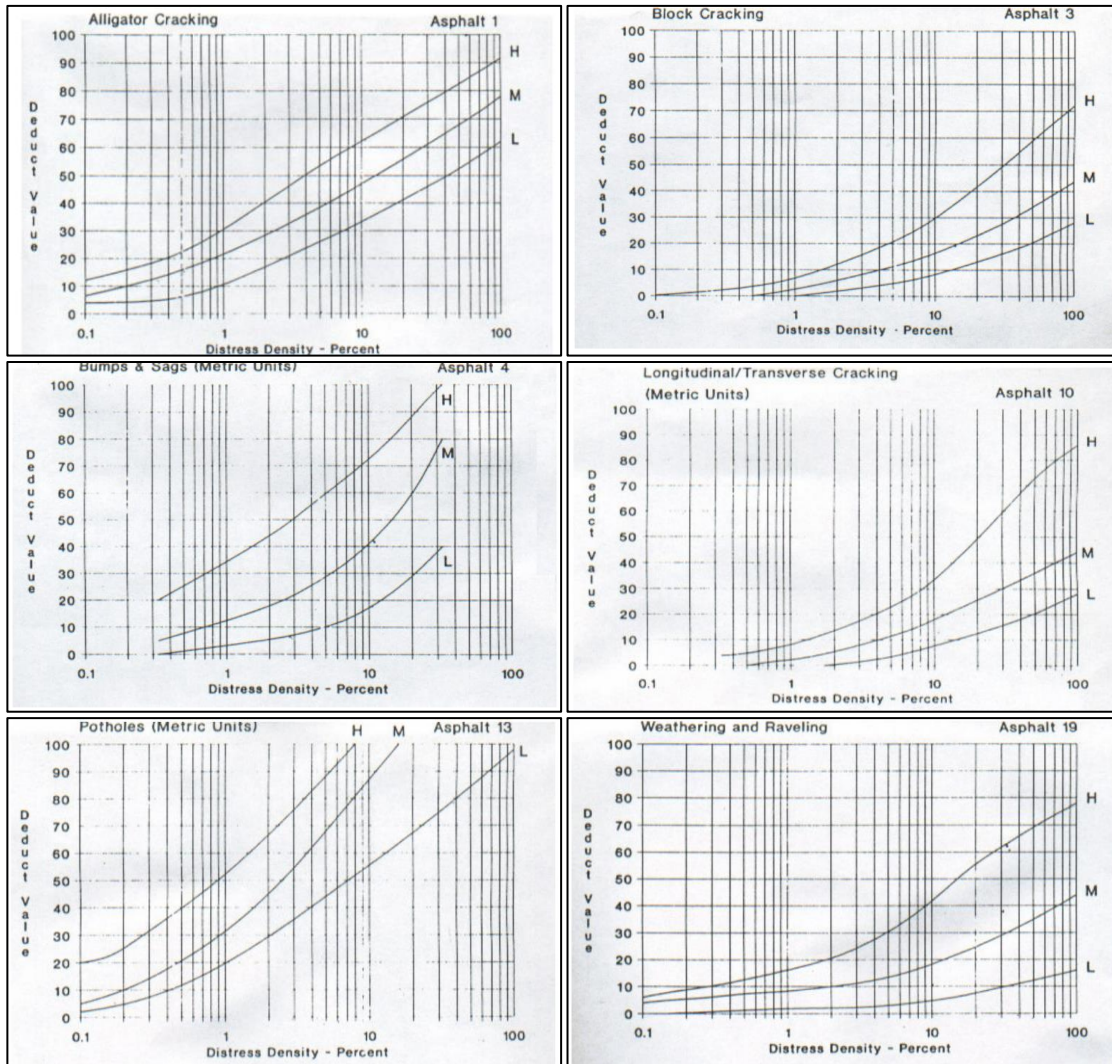 Alligator Cracking Asphalt 1
100
90
80
70
60
50
40
30
20
10
0
Deduct Value
H
M
L
0.1 1 10 100
Distress Density - Percent
Block Cracking Asphalt 3
100
90
80
70
60
50
40
30
20
10
0
Deduct Value
H
M
L
0.1 1 10 100
Distress Density - Percent
Bumps & Sags (Metric Units) Asphalt 4
100
90
80
70
60
50
40
30
20
10
0
Deduct Value
H
M
L
0.1 1 10 100
Distress Density - Percent
Longitudinal/Transverse Cracking
(Metric Units) Asphalt 10
100
90
80
70
60
50
40
30
20
10
0
Deduct Value
H
M
L
0.1 1 10 100
Distress Density - Percent
Potholes (Metric Units) Asphalt 13
H M
100
90
80
70
60
50
40
30
20
10
0
Deduct Value
L
0.1 1 10 100
Distress Density - Percent
Weathering and Raveling Asphalt 19
100
90
80
70
60
50
40
30
20
10
0
Deduct Value
H
M
L
0.1 1 10 100
Distress Density - Percent